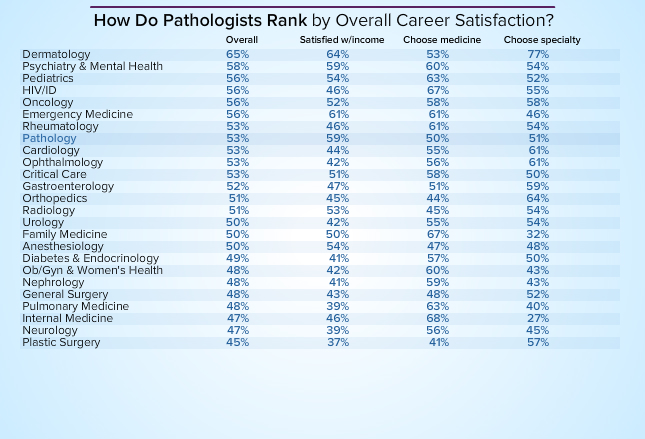 How Do Pathologists Rank by Overall Career Satisfaction?
Overall Satisfied w/income Choose medicine Choose specialty
Dermatology 65% 64% 53% 77%
Psychiatry & Mental Health 58% 59% 60% 54%
Pediatrics 56% 54% 63% 52%
HIV/ID 56% 46% 67% 55%
Oncology 56% 52% 58% 58%
Emergency Medicine 56% 61% 61% 46%
Rheumatology 53% 46% 61% 54%
Pathology 53% 59% 50% 51%
Cardiology 53% 44% 55% 61%
Ophthalmology 53% 42% 56% 61%
Critical Care 53% 51% 58% 50%
Gastroenterology 52% 47% 51% 59%
Orthopedics 51% 45% 44% 64%
Radiology 51% 53% 45% 54%
Urology 50% 42% 55% 54%
Family Medicine 50% 50% 67% 32%
Anesthesiology 50% 54% 47% 48%
Diabetes & Endocrinology 49% 41% 57% 50%
Ob/Gyn & Women's Health 48% 42% 60% 43%
Nephrology 48% 41% 59% 43%
General Surgery 48% 43% 48% 52%
Pulmonary Medicine 48% 39% 63% 40%
Internal Medicine 47% 46% 68% 27%
Neurology 47% 39% 56% 45%
Plastic Surgery 45% 37% 41% 57%